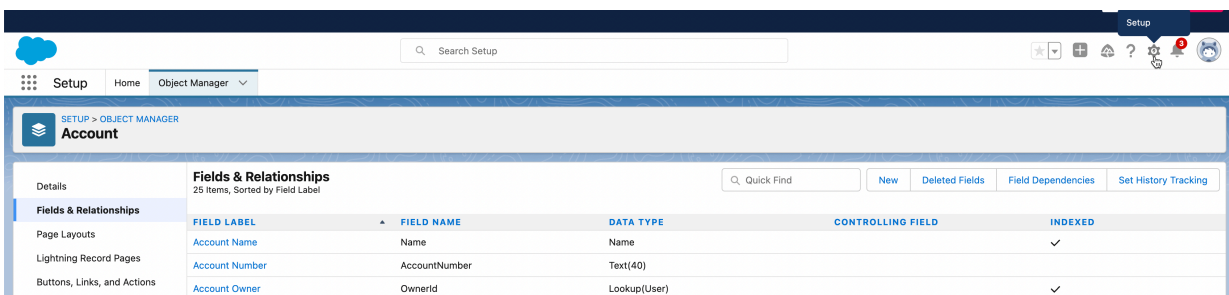 Setup
Search Setup
3
Setup Home Object Manager
SETUP > OBJECT MANAGER
Account
Details
Fields & Relationships
Page Layouts
Lightning Record Pages
Buttons, Links, and Actions
Fields & Relationships
25 Items, Sorted by Field Label
Quick Find New Deleted Fields Field Dependencies Set History Tracking
FIELD LABEL FIELD NAME DATA TYPE CONTROLLING FIELD INDEXED
Account Name Name Name
Account Number AccountNumber Text(40)
Account Owner OwnerId Lookup(User)